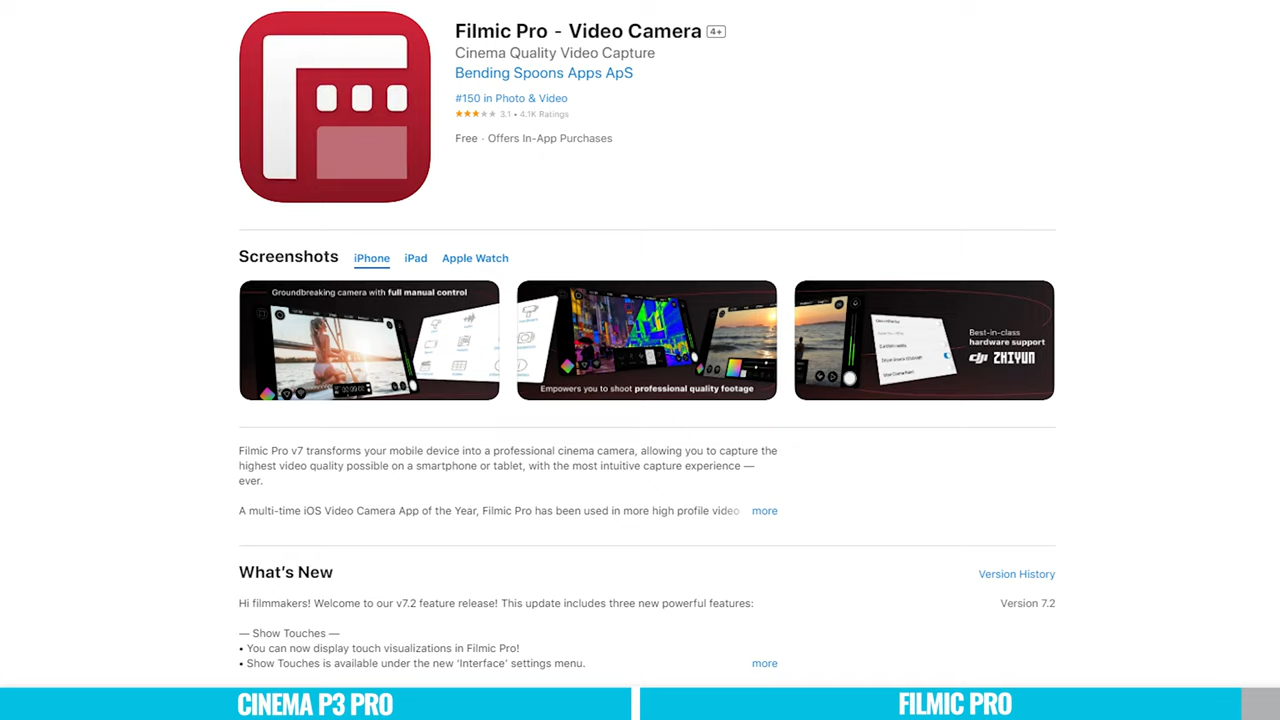 Filmic Pro - Video Camera 4+
Cinema Quality Video Capture
Bending Spoons Apps ApS
#150 in Photo & Video
3.1 • 4.1K Ratings
Free · Offers In-App Purchases
Screenshots iPhone iPad Apple Watch
Groundbreaking camera with full manual control
Empowers you to shoot professional quality footage
Best-in-class
hardware support
dji ZHIYUN
Filmic Pro v7 transforms your mobile device into a professional cinema camera, allowing you to capture the
highest video quality possible on a smartphone or tablet, with the most intuitive capture experience —
ever.
A multi-time iOS Video Camera App of the Year, Filmic Pro has been used in more high profile video more
What's New Version History
Hi filmmakers! Welcome to our v7.2 feature release! This update includes three new powerful features: Version 7.2
— Show Touches —
• You can now display touch visualizations in Filmic Pro!
• Show Touches is available under the new 'Interface' settings menu. more
CINEMA P3 PRO FILMIC PRO